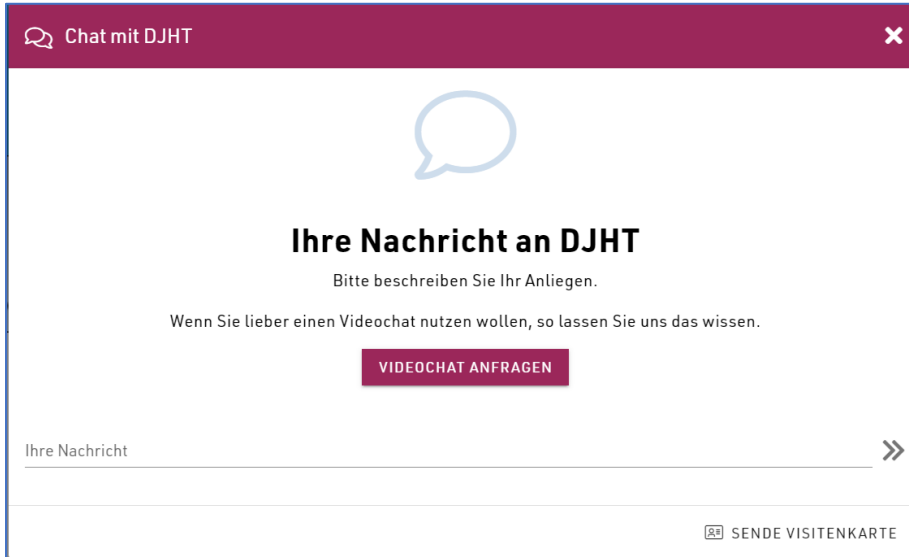 Chat mit DJHT
Ihre Nachricht an DJHT
Bitte beschreiben Sie Ihr Anliegen.
Wenn Sie lieber einen Videochat nutzen wollen, so lassen Sie uns das wissen.
VIDEOCHAT ANFRAGEN
Ihre Nachricht
SENDE VISITENKARTE